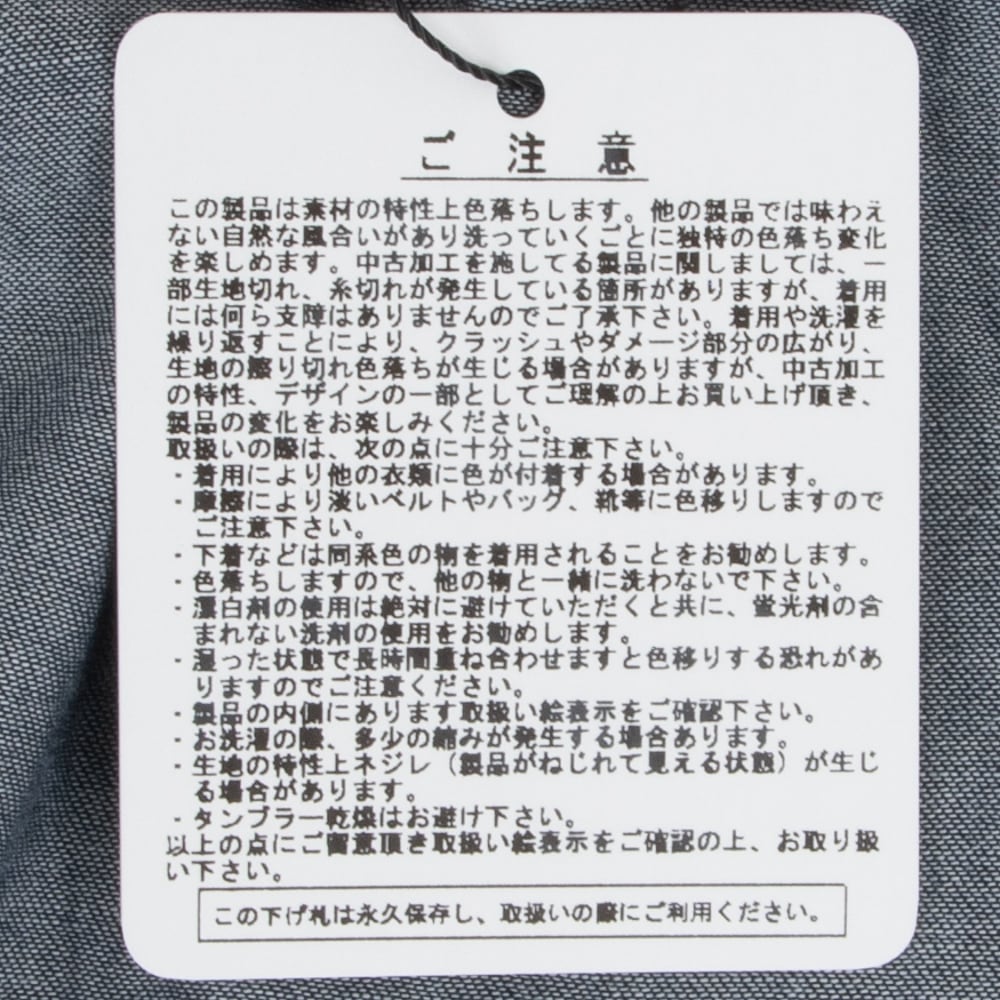 ご注意
この製品は素材の特性上色落ちします。他の製品では味わえ
ない自然な風合いがあり洗っていくごとに独特の色落ち変化
を楽しめます。中古加工を施してる製品に関しましては、一
部生地切れ、糸切れが発生している箇所がありますが、着用
には何ら支障はありませんのでご了承下さい。着用や洗濯を
繰り返すことにより、クラッシュやダメージ部分の広がり、
生地の擦り切れ色落ちが生じる場合がありますが、中古加工
の特性、デザインの一部としてご理解の上お買い上げ頂き、
製品の変化をお楽しみください。
取扱いの際は、次の点に十分ご注意下さい。
・着用により他の衣類に色が付着する場合があります。
・摩擦により淡いベルトやバッグ、靴等に色移りしますので
ご注意下さい。
・下着などは同系色の物を着用されることをお勧めします。
・色落ちしますので、他の物と一緒に洗わないで下さい。
・漂白剤の使用は絶対に避けていただくと共に、蛍光剤の含
まれない洗剤の使用をお勧めします。
・湿った状態で長時間重ね合わせますと色移りする恐れがあ
りますのでご注意ください。
・製品の内側にあります取扱い絵表示をご確認下さい。
・お洗濯の際、多少の縮みが発生する場合あります。
・生地の特性上ネジレ（製品がねじれて見える状態）が生じ
る場合があります。
・タンブラー乾燥はお避け下さい。
以上の点にご留意頂き取扱い絵表示をご確認の上、お取り扱
い下さい。
この下げ札は永久保存し、取扱いの際にご利用ください。